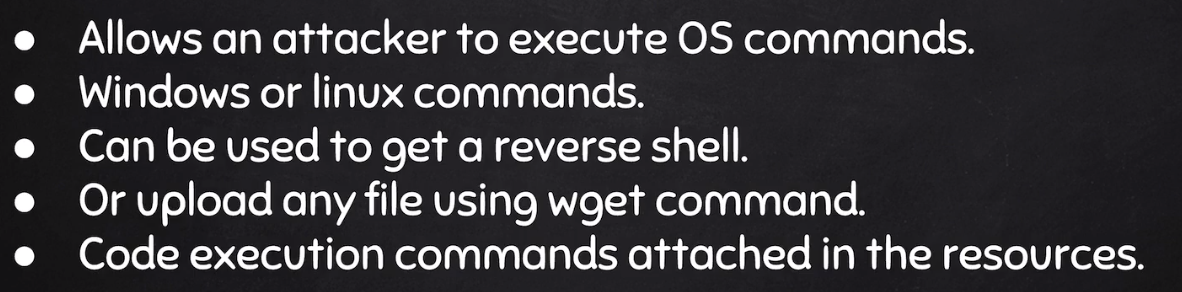 ● Allows an attacker to execute OS commands.
● Windows or linux commands.
● Can be used to get a reverse shell.
● Or upload any file using wget command.
● Code execution commands attached in the resources.